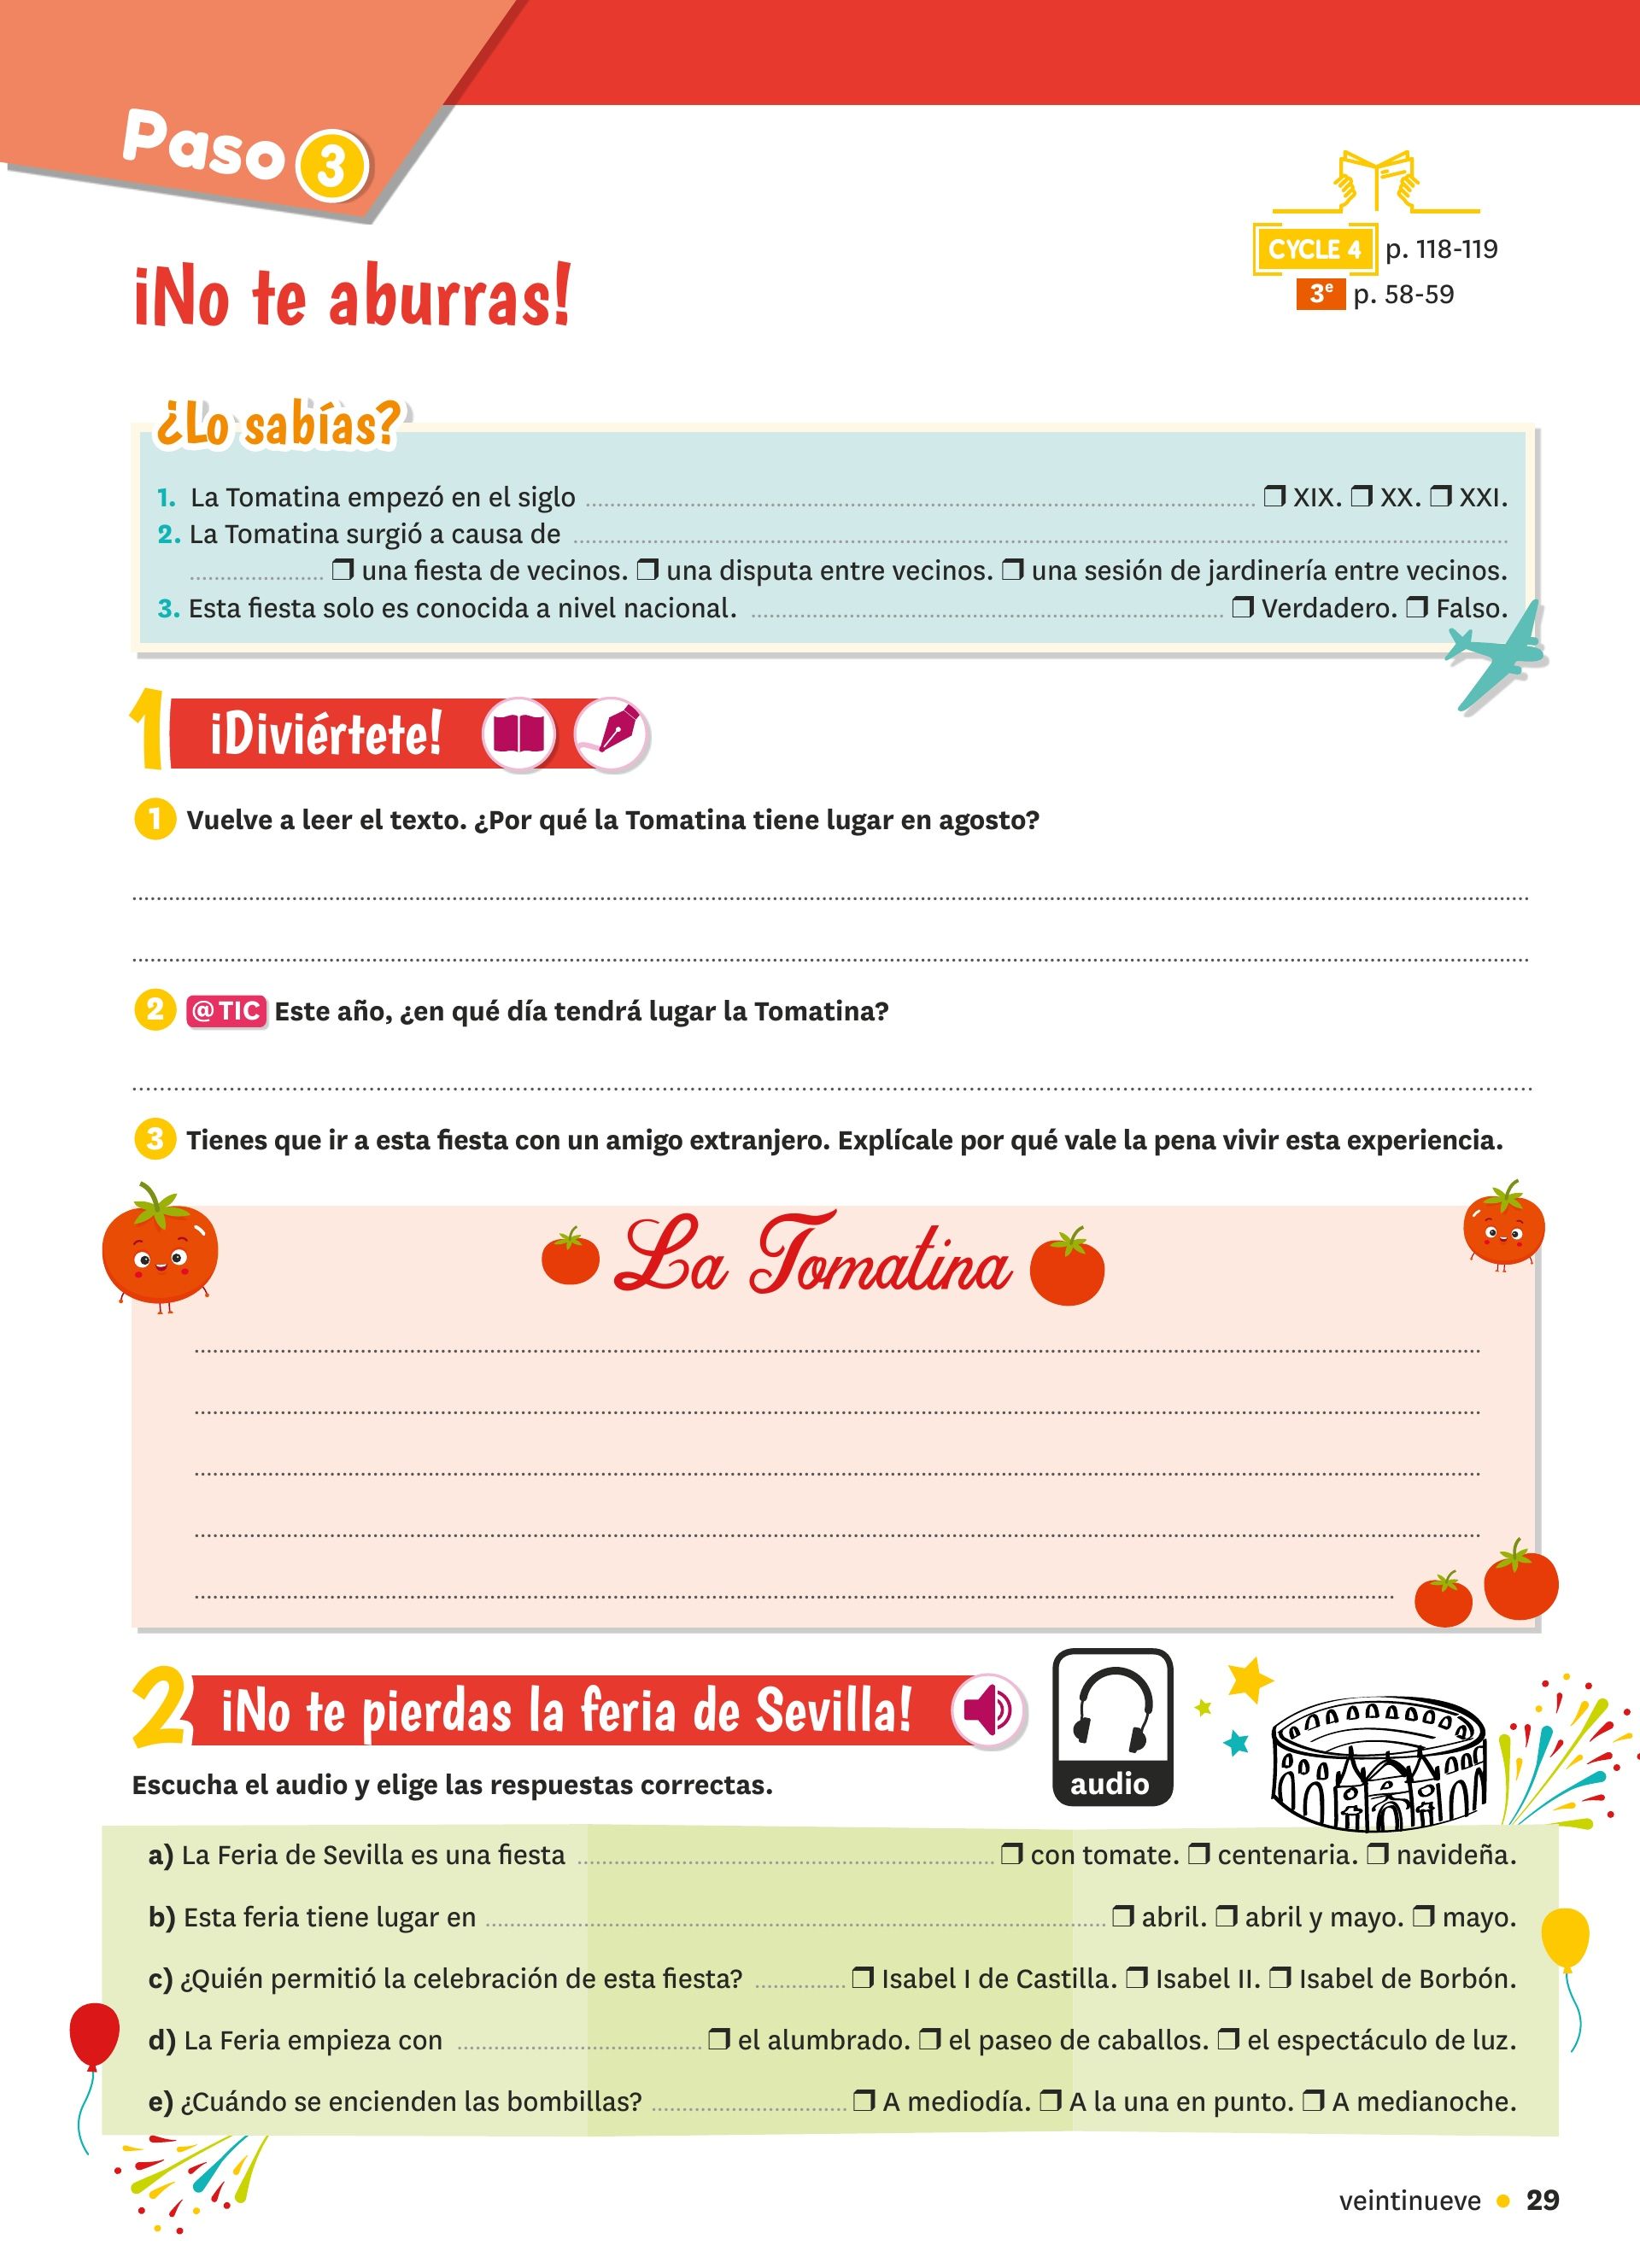 Paso 3
CYCLE 4 p. 118-119
3e p. 58-59
¡No te aburras!
¿Lo sabías?
1. La Tomatina empezó en el siglo ❒ XIX. ❒ XX. ❒ XXI.
2. La Tomatina surgió a causa de
❒ una fiesta de vecinos. ❒ una disputa entre vecinos. ❒ una sesión de jardinería entre vecinos.
3. Esta fiesta solo es conocida a nivel nacional. ❒ Verdadero. ❒ Falso.
1 ¡Diviértete!
1 Vuelve a leer el texto. ¿Por qué la Tomatina tiene lugar en agosto?
2 @TIC Este año, ¿en qué día tendrá lugar la Tomatina?
3 Tienes que ir a esta fiesta con un amigo extranjero. Explícale por qué vale la pena vivir esta experiencia.
La Tomatina
2 ¡No te pierdas la feria de Sevilla!
audio
Escucha el audio y elige las respuestas correctas.
a) La Feria de Sevilla es una fiesta ❒ con tomate. ❒ centenaria. ❒ navideña.
b) Esta feria tiene lugar en ❒ abril. ❒ abril y mayo. ❒ mayo.
c) ¿Quién permitió la celebración de esta fiesta? ❒ Isabel I de Castilla. ❒ Isabel II. ❒ Isabel de Borbón.
d) La Feria empieza con ❒ el alumbrado. ❒ el paseo de caballos. ❒ el espectáculo de luz.
e) ¿Cuándo se encienden las bombillas? ❒ A mediodía. ❒ A la una en punto. ❒ A medianoche.
veintinueve • 29